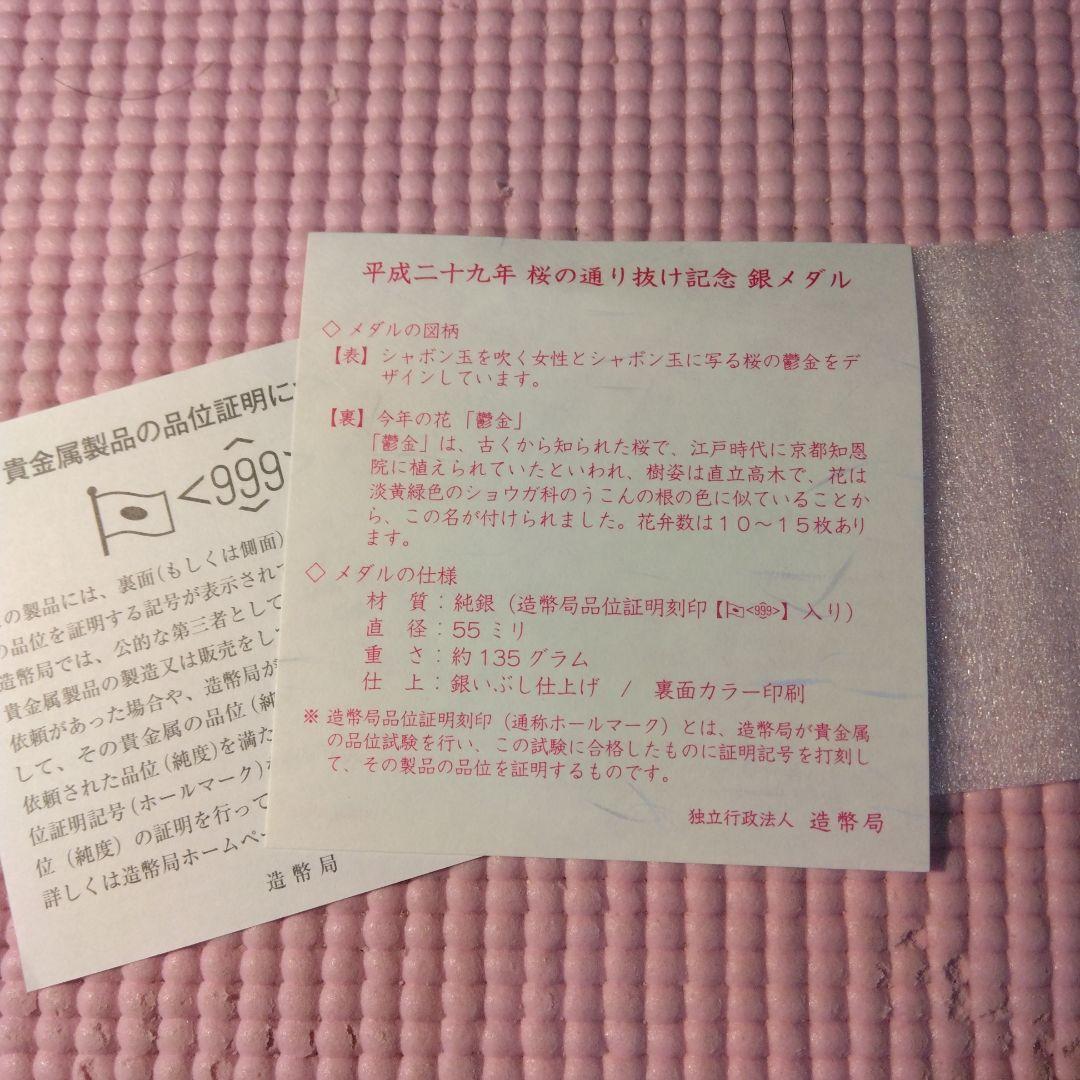 平成二十九年 桜の通り抜け記念 銀メダル
◇ メダルの図柄
【表】シャボン玉を吹く女性とシャボン玉に写る桜の鬱金をデ
ザインしています。
【裏】今年の花「鬱金」
「鬱金」は、古くから知られた桜で、江戸時代に京都知恩
院に植えられていたといわれ、樹姿は直立高木で、花は
淡黄緑色のショウガ科のうこんの根の色に似ていることか
ら、この名が付けられました。花弁数は10〜15枚あり
ます。
◇ メダルの仕様
材 質：純銀（造幣局品位証明刻印【<999>】入り）
直 径：55ミリ
重 さ：約135グラム
仕 上：銀いぶし仕上げ / 裏面カラー印刷
※ 造幣局品位証明刻印（通称ホールマーク）とは、造幣局が貴金属
の品位試験を行い、この試験に合格したものに証明記号を打刻し
て、その製品の品位を証明するものです。
独立行政法人 造幣局
貴金属製品の品位証明に
<999>
の製品には、裏面（もしくは側面）
の品位を証明する記号が表示されて
造幣局では、公的な第三者として
貴金属製品の製造又は販売をし
依頼があった場合や、造幣局が
して、その貴金属の品位（純
依頼された品位（純度）を満た
位証明記号（ホールマーク）を
位（純度）の証明を行って
詳しくは造幣局ホームペー
造幣局